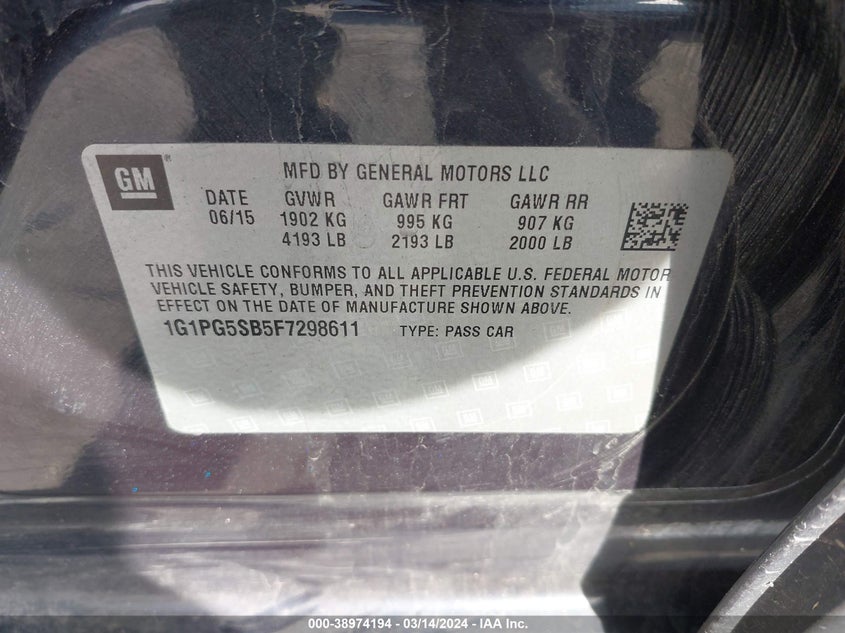 GM ®
MFD BY GENERAL MOTORS LLC
DATE GVWR GAWR FRT GAWR RR
06/15 1902 KG 995 KG 907 KG
4193 LB 2193 LB 2000 LB
THIS VEHICLE CONFORMS TO ALL APPLICABLE U.S. FEDERAL MOTOR
VEHICLE SAFETY, BUMPER, AND THEFT PREVENTION STANDARDS IN
EFFECT ON THE DATE OF MANUFACTURE SHOWN ABOVE.
1G1PG5SB5F7298611 TYPE: PASS CAR
000-38974194 - 03/14/2024 - IAA Inc.